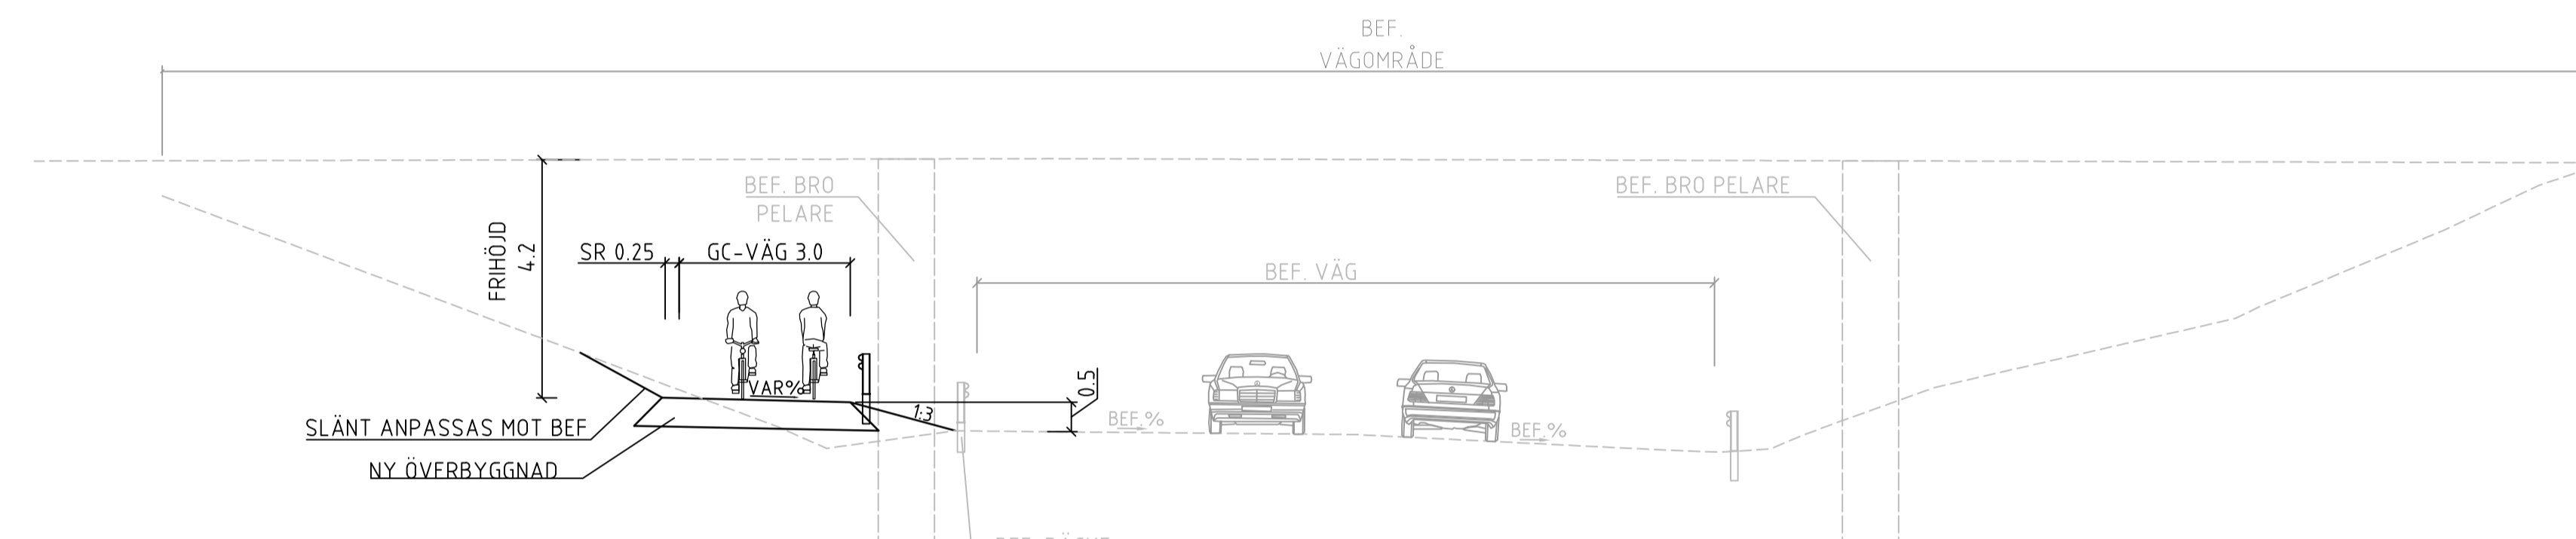 BEF.
VÄGOMRÅDE
BEF. BRO
PELARE
BEF. BRO PELARE
FRIHÖJD
4.2
SR 0.25
GC-VÄG 3.0
BEF. VÄG
VAR%
0.5
1:3
BEF.%
BEF.%
SLÄNT ANPASSAS MOT BEF
NY ÖVERBYGGNAD